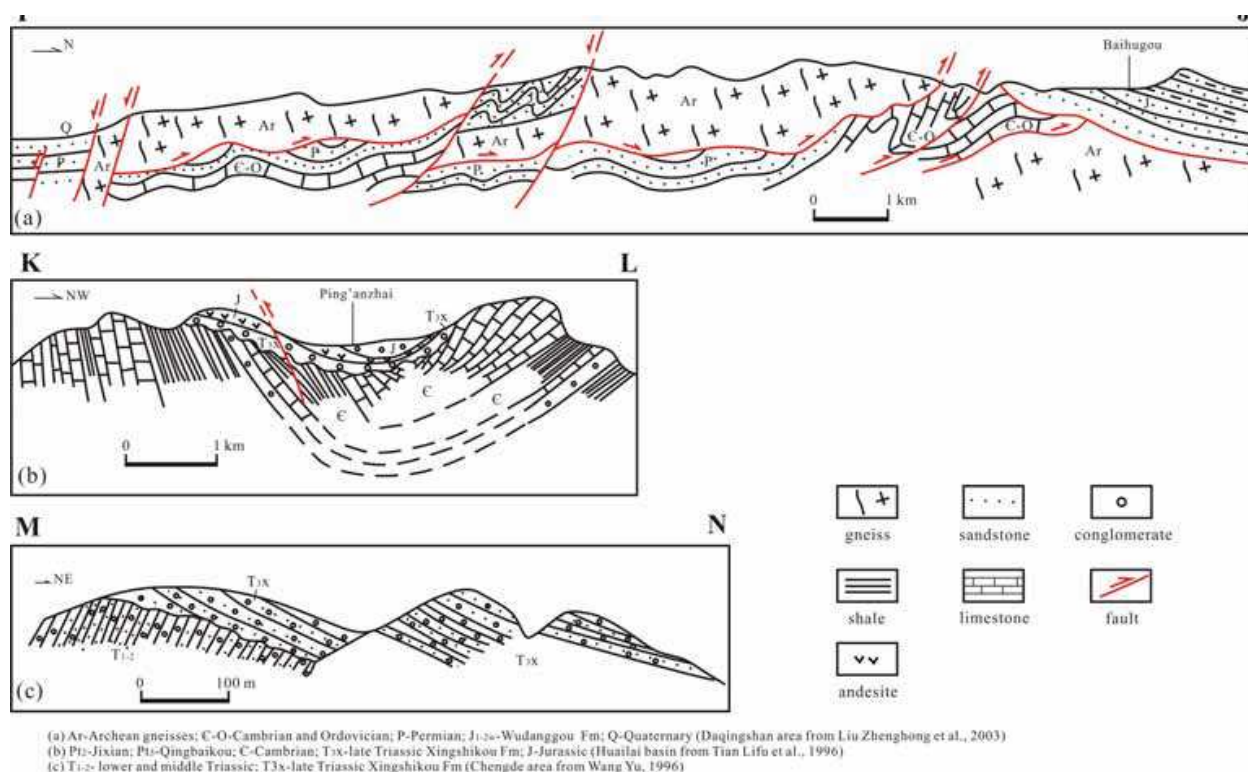 N
Baihugou
Q
P
Ar
Ar
Ar
P
Є-O
Ar
P
Ar
P
Є-O
Є-O
J
Ar
0 1 km
(a)
K L
NW
J
Ping'anzhai
T3x
T3x
J
Є
Є
Є
0 1 km
(b)
M N
NE
T3x
T1-2
T3x
0 100 m
(c)
gneiss sandstone conglomerate
shale limestone fault
andesite
(a) Ar-Archean gneisses; Є-O-Cambrian and Ordovician; P-Permian; J1-2w-Wudanggou Fm; Q-Quaternary (Daqingshan area from Liu Zhenghong et al., 2003)
(b) Pt2-Jixian; Pt3-Qingbaikou; Є-Cambrian; T3x-late Triassic Xingshikou Fm; J-Jurassic (Huailai basin from Tian Lifu et al., 1996)
(c) T1-2- lower and middle Triassic; T3x-late Triassic Xingshikou Fm (Chengde area from Wang Yu, 1996)